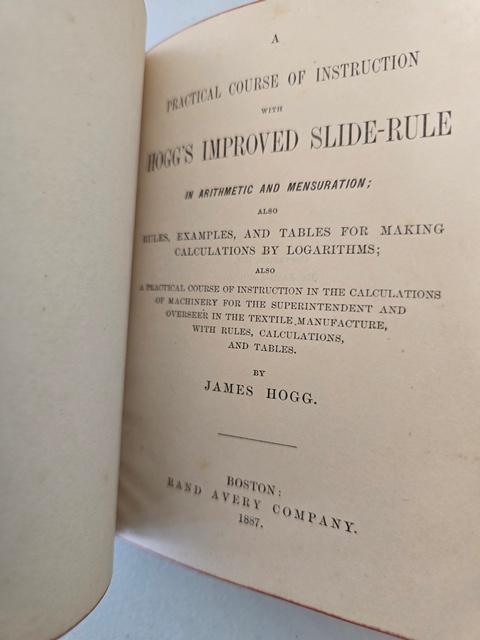 A
PRACTICAL COURSE OF INSTRUCTION
WITH
HOGG'S IMPROVED SLIDE-RULE
IN ARITHMETIC AND MENSURATION;
ALSO
RULES, EXAMPLES, AND TABLES FOR MAKING
CALCULATIONS BY LOGARITHMS;
ALSO
A PRACTICAL COURSE OF INSTRUCTION IN THE CALCULATIONS
OF MACHINERY FOR THE SUPERINTENDENT AND
OVERSEER IN THE TEXTILE MANUFACTURE,
WITH RULES, CALCULATIONS,
AND TABLES.
BY
JAMES HOGG.
BOSTON:
RAND AVERY COMPANY.
1887.